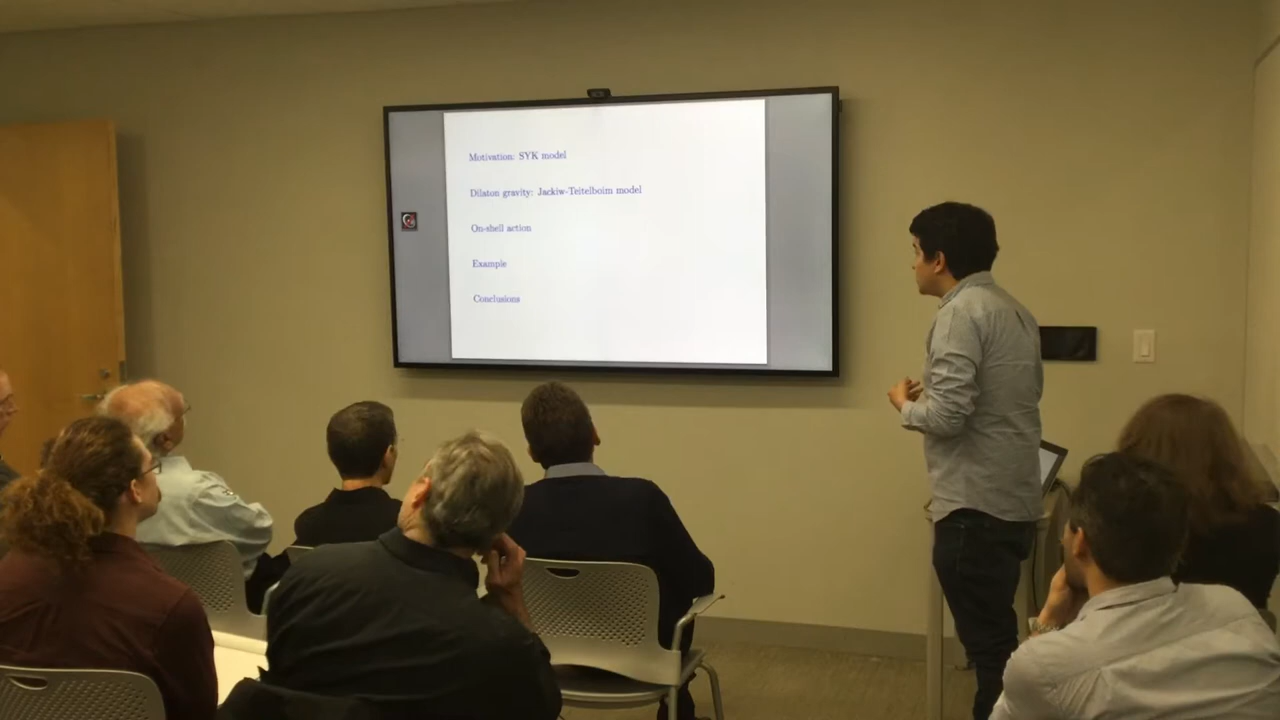 Motivation: SYK model
Dilaton gravity: Jackiw-Teitelboim model
On-shell action
Example
Conclusions